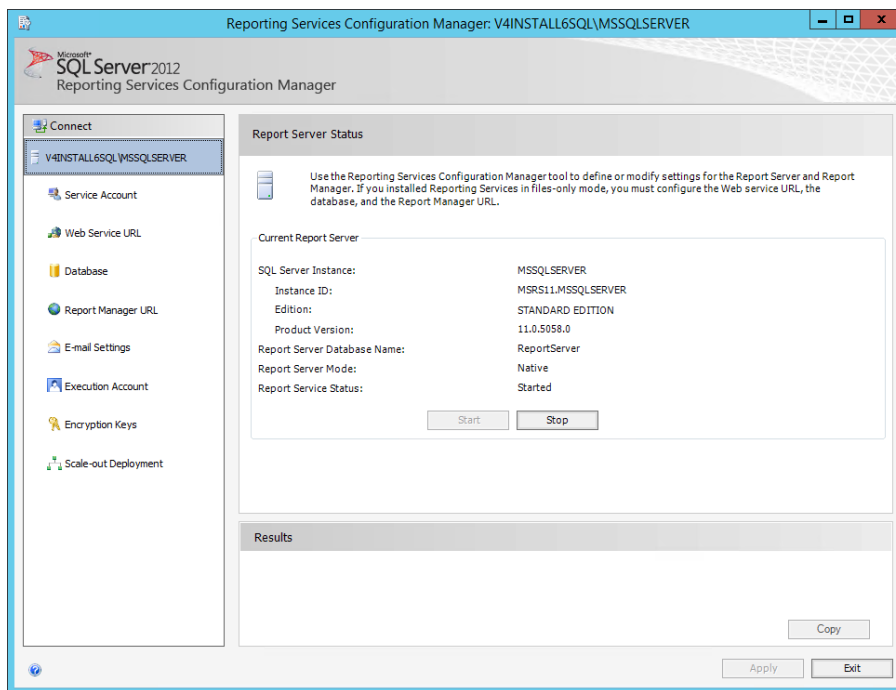 Reporting Services Configuration Manager: V4INSTALL6SQL\MSSQLSERVER
Microsoft®
SQL Server 2012
Reporting Services Configuration Manager
Connect
V4INSTALL6SQL\MSSQLSERVER
Service Account
Web Service URL
Database
Report Manager URL
E-mail Settings
Execution Account
Encryption Keys
Scale-out Deployment
Report Server Status
Use the Reporting Services Configuration Manager tool to define or modify settings for the Report Server and Report
Manager. If you installed Reporting Services in files-only mode, you must configure the Web service URL, the
database, and the Report Manager URL.
Current Report Server
SQL Server Instance: MSSQLSERVER
Instance ID: MSRS11.MSSQLSERVER
Edition: STANDARD EDITION
Product Version: 11.0.5058.0
Report Server Database Name: ReportServer
Report Server Mode: Native
Report Service Status: Started
Start Stop
Results
Copy
Apply Exit